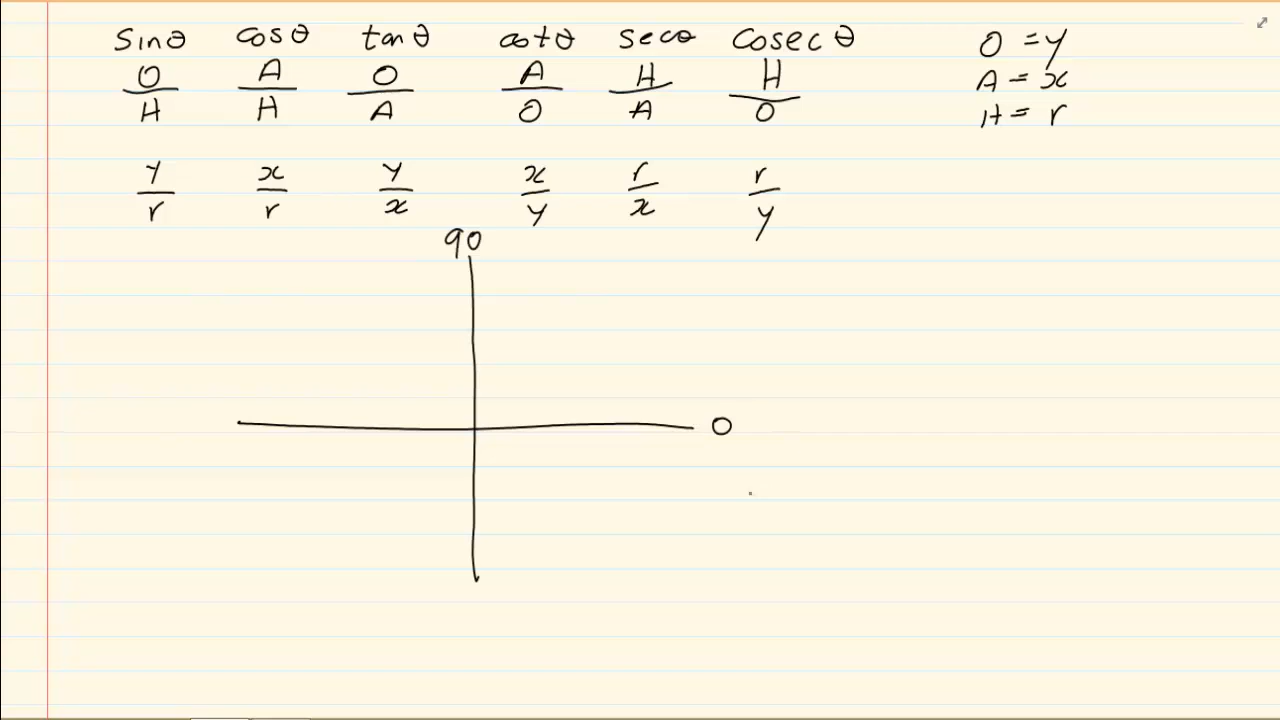 Sinθ cosθ tanθ cotθ secθ cosecθ O = y
O/H A/H O/A A/O H/A H/O A = x
H = r
y/r x/r y/x x/y r/x r/y
90
0